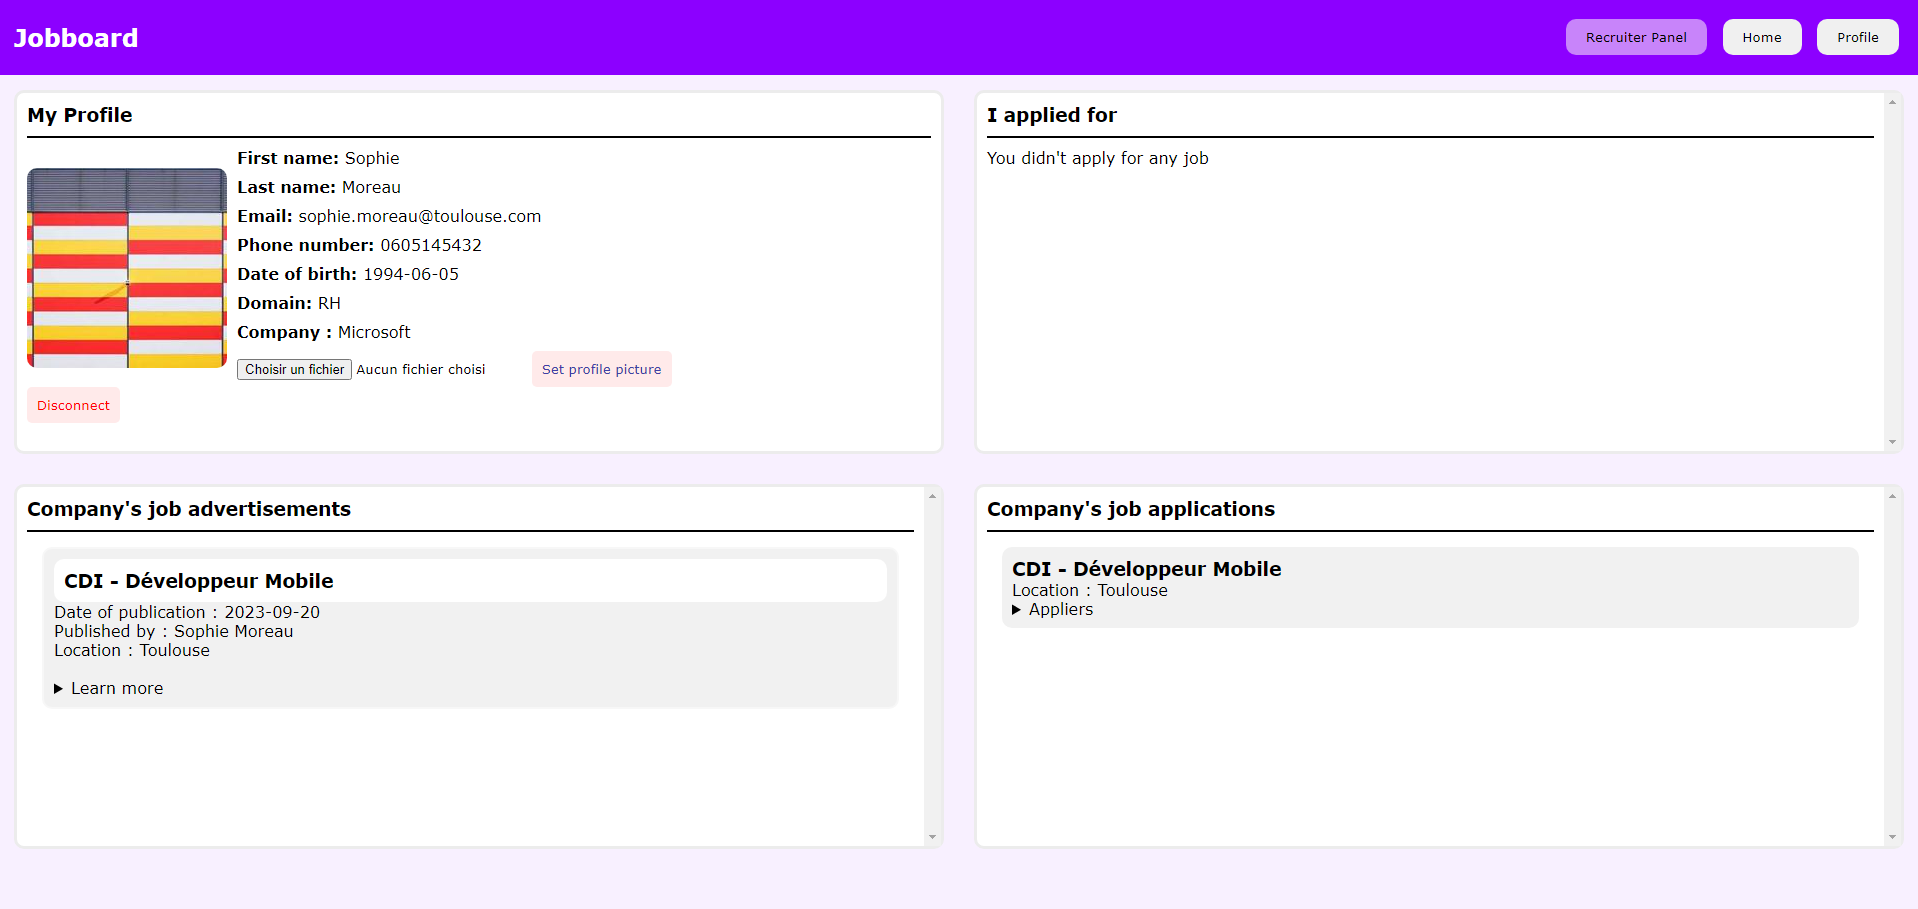 Jobboard
Recruiter Panel
Home
Profile
My Profile
First name: Sophie
Last name: Moreau
Email: sophie.moreau@toulouse.com
Phone number: 0605145432
Date of birth: 1994-06-05
Domain: RH
Company : Microsoft
Choisir un fichier Aucun fichier choisi
Set profile picture
Disconnect
I applied for
You didn't apply for any job
Company's job advertisements
CDI - Développeur Mobile
Date of publication : 2023-09-20
Published by : Sophie Moreau
Location : Toulouse
Learn more
Company's job applications
CDI - Développeur Mobile
Location : Toulouse
Appliers